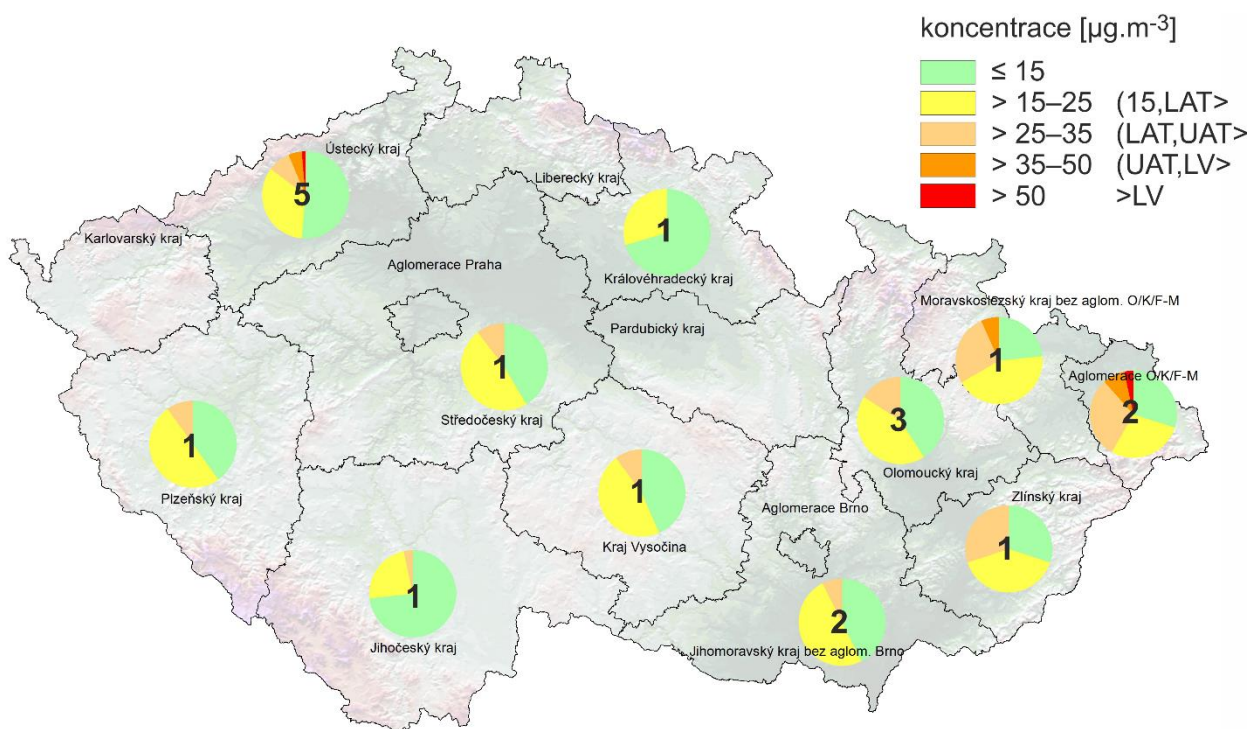 koncentrace [µg.m-3]
≤ 15
> 15–25 (15,LAT>
> 25–35 (LAT,UAT>
> 35–50 (UAT,LV>
> 50 >LV
Ústecký kraj
5
Liberecký kraj
Karlovarský kraj
1
Aglomerace Praha
Královéhradecký kraj
Moravskoslezský kraj bez aglom. O/K/F-M
Pardubický kraj
1
1
Aglomerace O/K/F-M
Středočeský kraj
3
2
1
Olomoucký kraj
Plzeňský kraj
1
Zlínský kraj
Aglomerace Brno
Kraj Vysočina
1
1
2
Jihočeský kraj
Jihomoravský kraj bez aglom. Brno